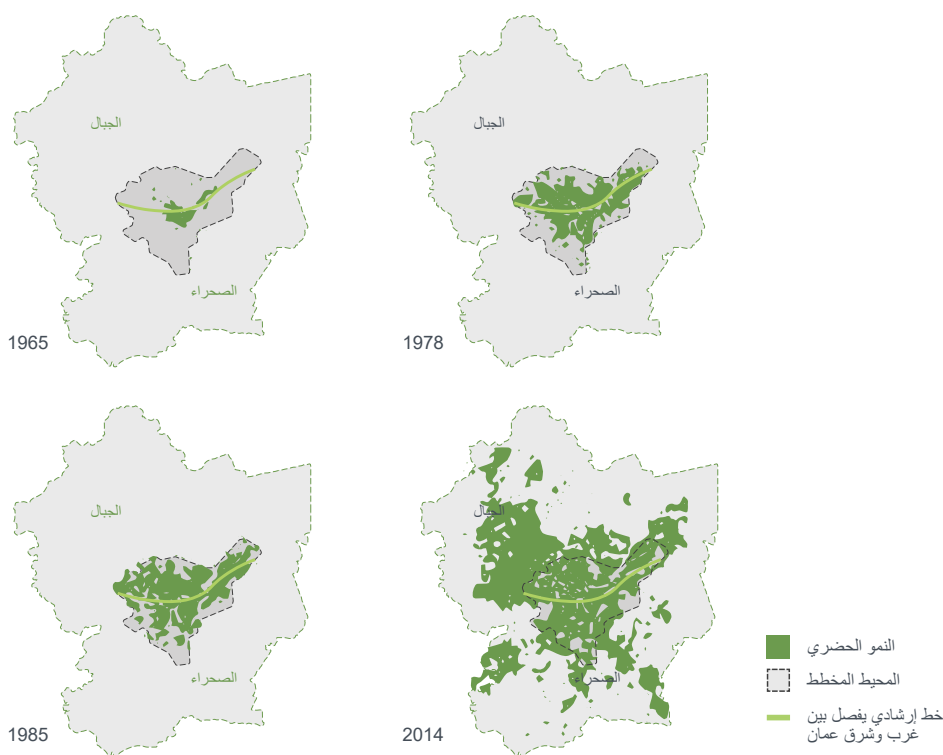 الجبال
الصحراء
1965
الجبال
الصحراء
1978
الجبال
الصحراء
1985
الجبال
الصحراء
2014
النمو الحضري
المحيط المخطط
خط إرشادي يفصل بين
غرب وشرق عمان